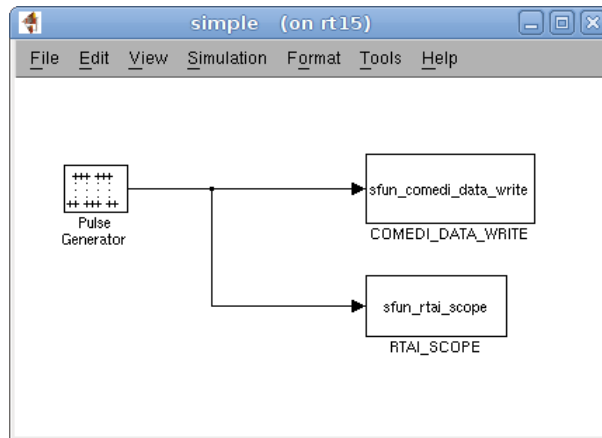 simple (on rt15)
File Edit View Simulation Format Tools Help
Pulse
Generator
sfun_comedi_data_write
COMEDI_DATA_WRITE
sfun_rtai_scope
RTAI_SCOPE